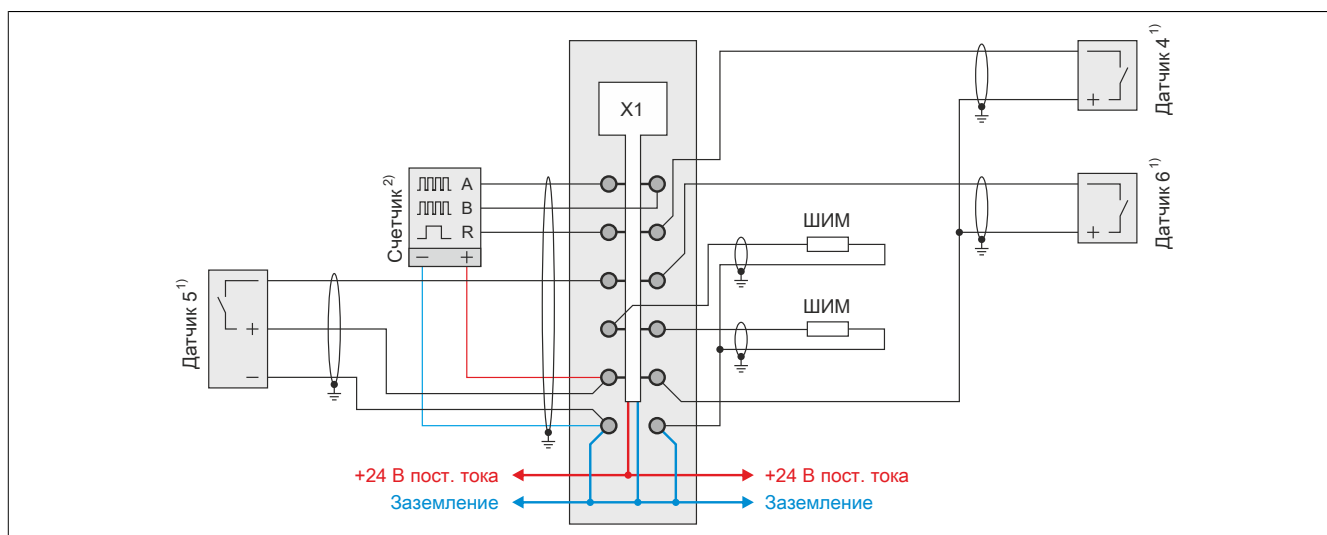 X1
Датчик 4 1)
+
Счетчик 2)
A
B
R
− +
Датчик 6 1)
+
ШИМ
Датчик 5 1)
+
−
ШИМ
+24 В пост. тока
+24 В пост. тока
Заземление
Заземление